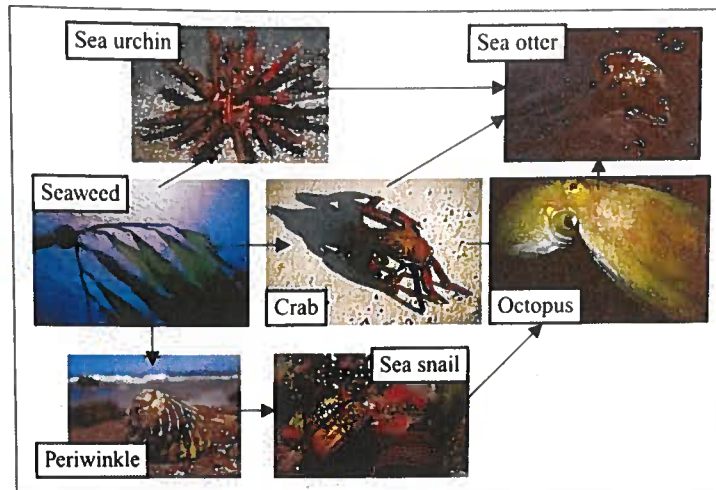 Sea urchin
Sea otter
Seaweed
Crab
Octopus
Sea snail
Periwinkle